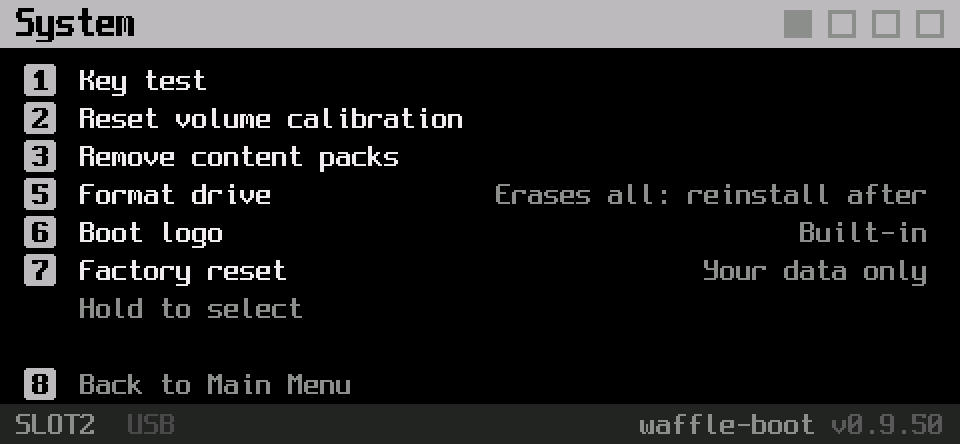 System
1 Key test
2 Reset volume calibration
3 Remove content packs
5 Format drive Erases all: reinstall after
6 Boot logo Built-in
7 Factory reset Your data only
Hold to select
8 Back to Main Menu
SLOT2 USB waffle-boot v0.9.50